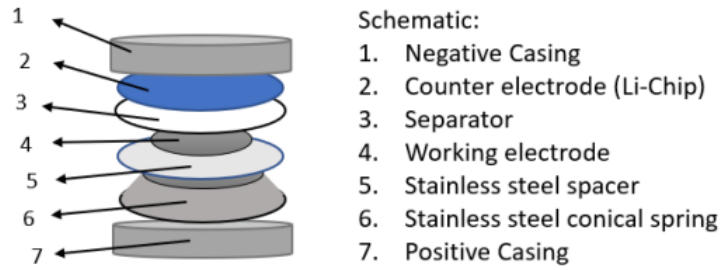 1
2
3
4
5
6
7
Schematic:
1. Negative Casing
2. Counter electrode (Li-Chip)
3. Separator
4. Working electrode
5. Stainless steel spacer
6. Stainless steel conical spring
7. Positive Casing